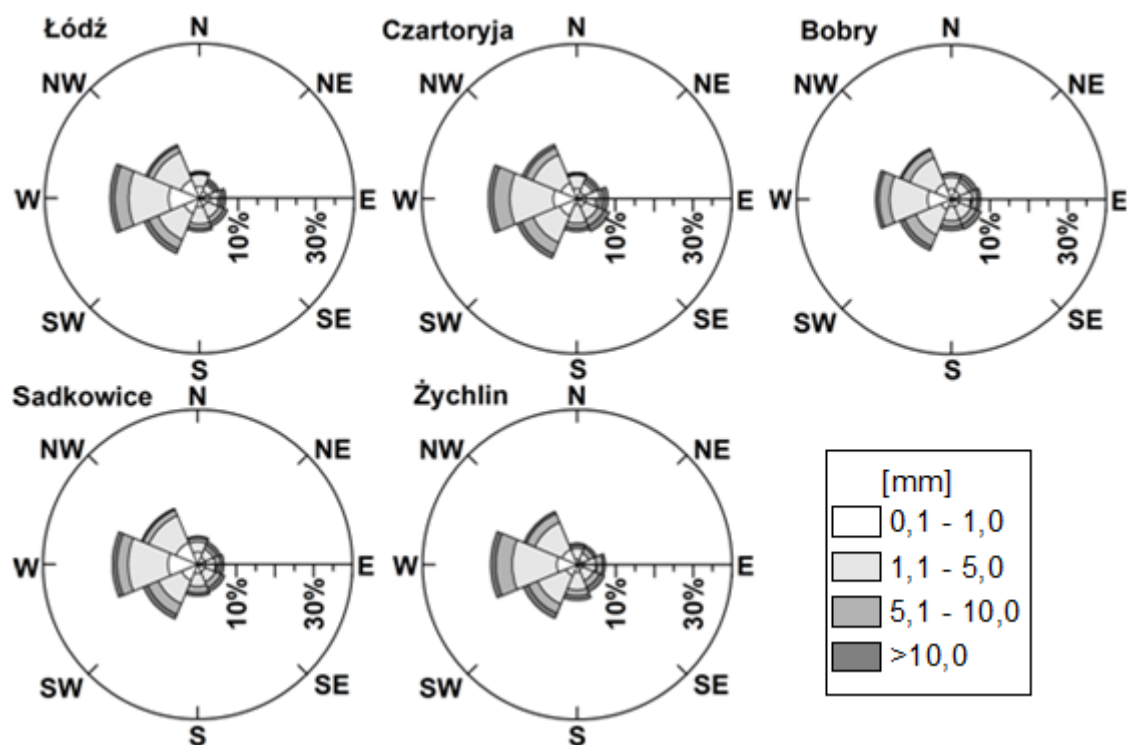 Łódź
N
NW
NE
W
E
10%
30%
SW
SE
S
Czartoryja
N
NW
NE
W
E
10%
30%
SW
SE
S
Bobry
N
NW
NE
W
E
10%
30%
SW
SE
S
Sadkowice
N
NW
NE
W
E
10%
30%
SW
SE
S
Żychlin
N
NW
NE
W
E
10%
30%
SW
SE
S
[mm]
0,1 - 1,0
1,1 - 5,0
5,1 - 10,0
>10,0